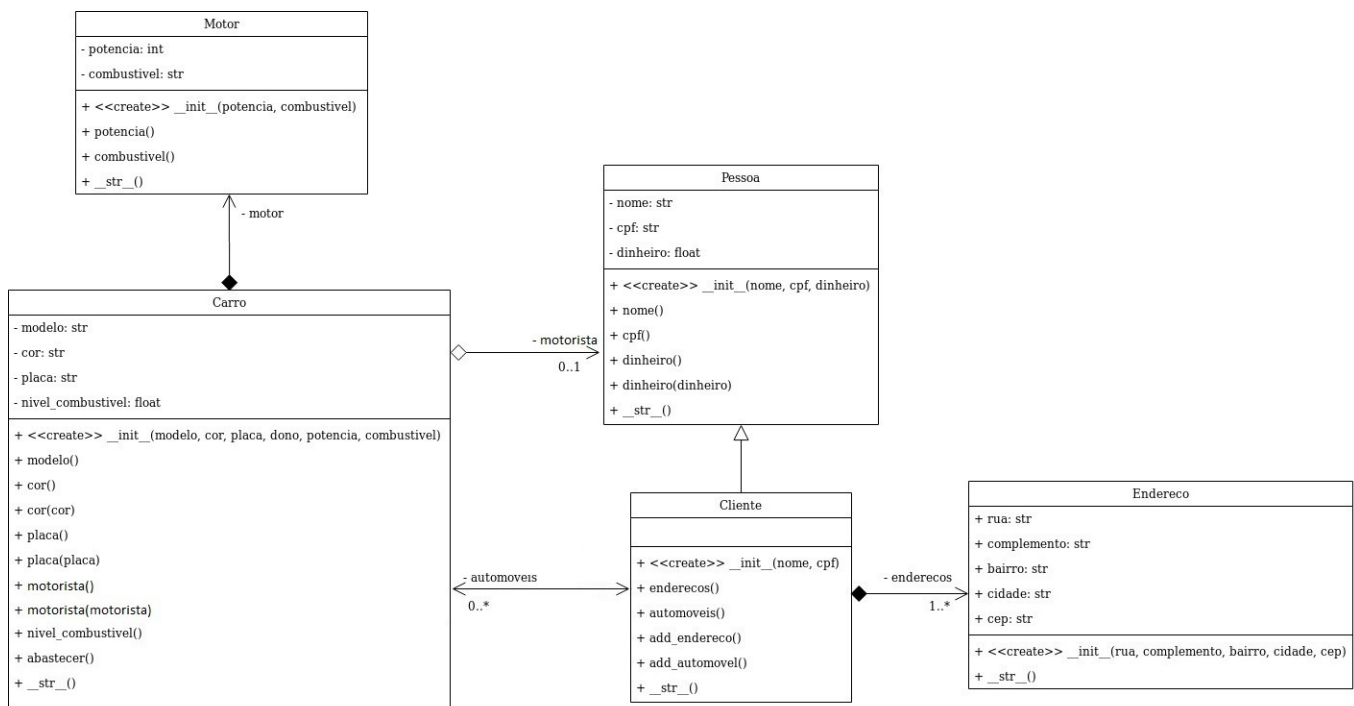 Motor
- potencia: int
- combustivel: str
+ <<create>> __init__(potencia, combustivel)
+ potencia()
+ combustivel()
+ __str__()
- motor
Pessoa
- nome: str
- cpf: str
- dinheiro: float
+ <<create>> __init__(nome, cpf, dinheiro)
+ nome()
+ cpf()
+ dinheiro()
+ dinheiro(dinheiro)
+ __str__()
Carro
- modelo: str
- cor: str
- placa: str
- nivel_combustivel: float
+ <<create>> __init__(modelo, cor, placa, dono, potencia, combustivel)
+ modelo()
+ cor()
+ cor(cor)
+ placa()
+ placa(placa)
+ motorista()
+ motorista(motorista)
+ nivel_combustivel()
+ abastecer()
+ __str__()
- motorista
0..1
- automoveis
0..*
Cliente
+ <<create>> __init__(nome, cpf)
+ enderecos()
+ automoveis()
+ add_endereco()
+ add_automovel()
+ __str__()
- enderecos
1..*
Endereco
+ rua: str
+ complemento: str
+ bairro: str
+ cidade: str
+ cep: str
+ <<create>> __init__(rua, complemento, bairro, cidade, cep)
+ __str__()